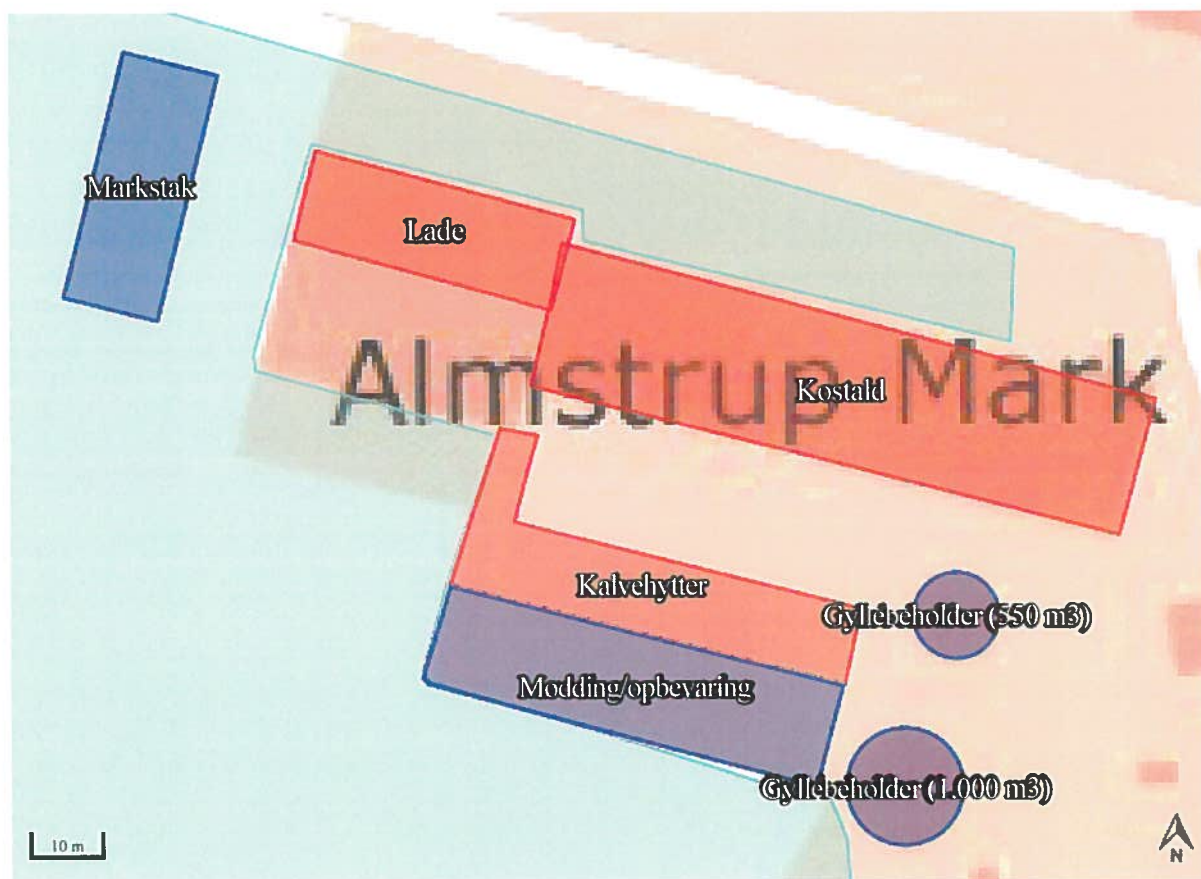 Markstak
Lade
Almstrup Mark
Kostald
Kalvehytter
Gyllebeholder (550 m3)
Modding/opbevaring
Gyllebeholder (1.000 m3)
10 m
N